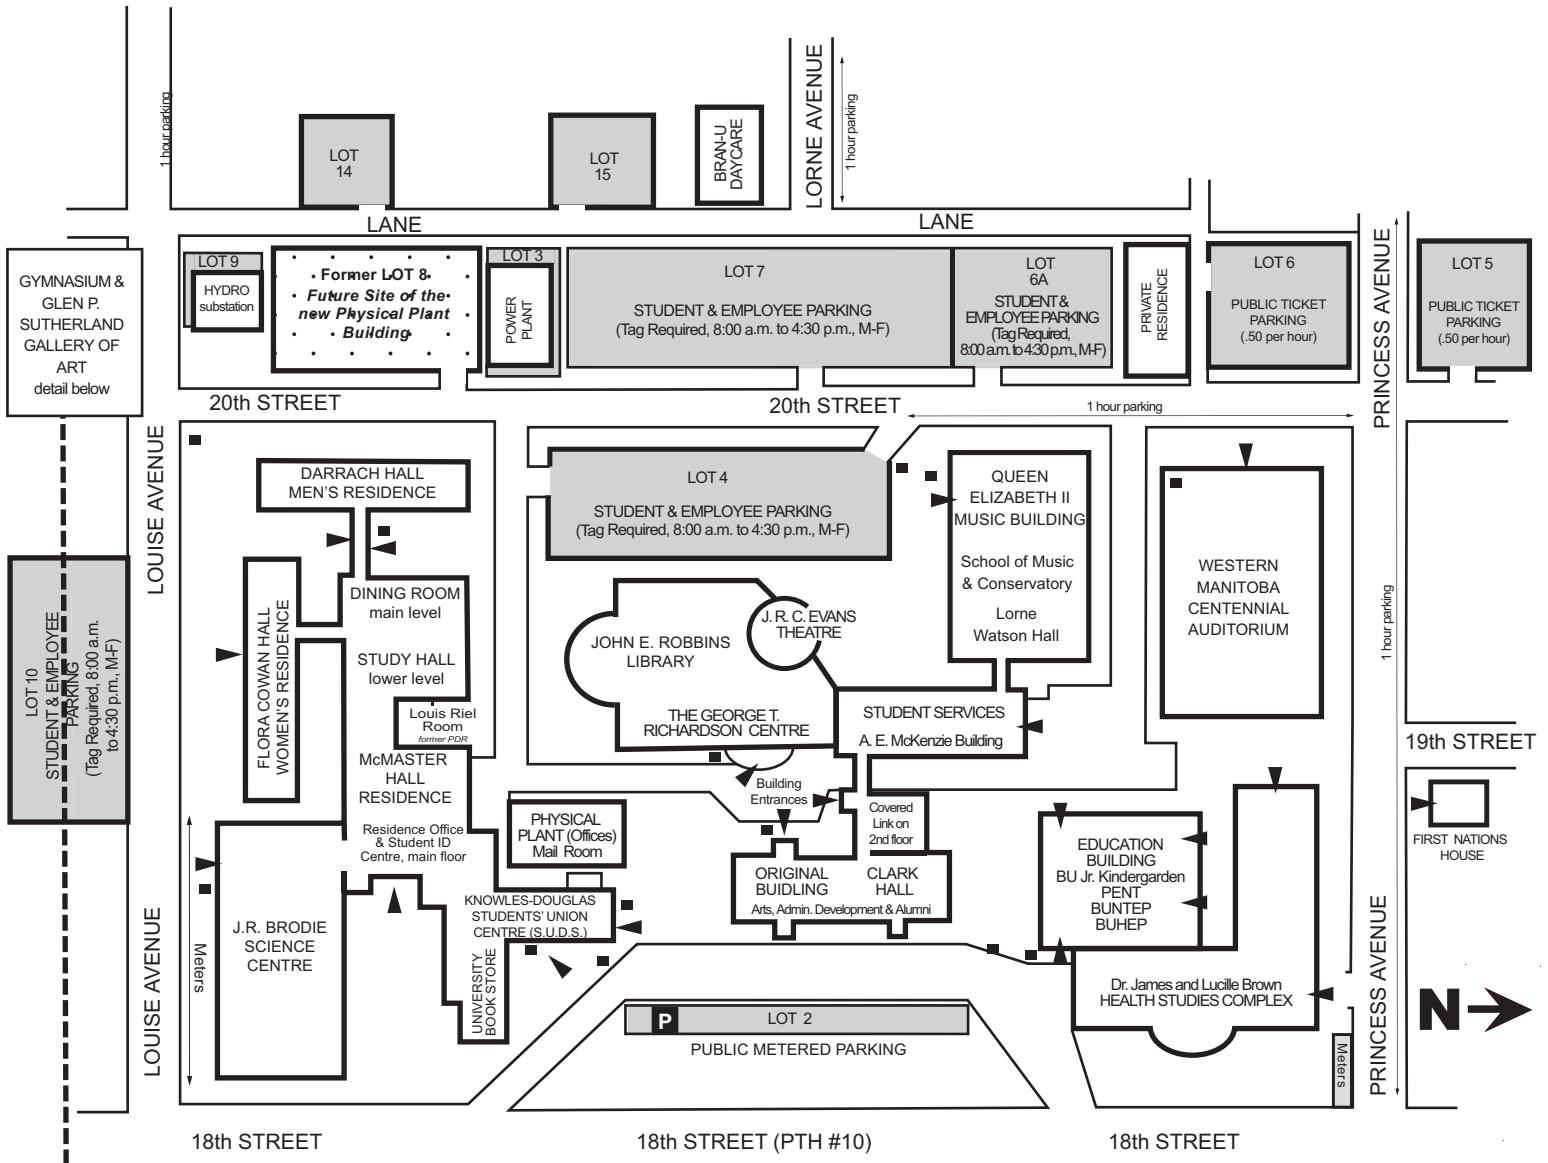 1 hour parking
LOT
14
LOT
15
BRAN-U
DAYCARE
LORNE AVENUE
1 hour parking
LANE
LANE
GYMNASIUM &
GLEN P.
SUTHERLAND
GALLERY OF
ART
detail below
LOT 9
HYDRO
substation
Former LOT 8
Future Site of the
new Physical Plant
Building
LOT 3
POWER
PLANT
LOT 7
STUDENT & EMPLOYEE PARKING
(Tag Required, 8:00 a.m. to 4:30 p.m., M-F)
LOT
6A
STUDENT &
EMPLOYEE PARKING
(Tag Required,
8:00 a.m. to 4:30 p.m., M-F)
PRIVATE
RESIDENCE
LOT 6
PUBLIC TICKET
PARKING
(.50 per hour)
PRINCESS AVENUE
LOT 5
PUBLIC TICKET
PARKING
(.50 per hour)
20th STREET
20th STREET
1 hour parking
LOUISE AVENUE
DARRACH HALL
MEN'S RESIDENCE
LOT 4
STUDENT & EMPLOYEE PARKING
(Tag Required, 8:00 a.m. to 4:30 p.m., M-F)
QUEEN
ELIZABETH II
MUSIC BUILDING
School of Music
& Conservatory
Lorne
Watson Hall
WESTERN
MANITOBA
CENTENNIAL
AUDITORIUM
1 hour parking
LOT 10
STUDENT & EMPLOYEE
PARKING
(Tag Required, 8:00 a.m.
to 4:30 p.m., M-F)
FLORA COWAN HALL
WOMEN'S RESIDENCE
DINING ROOM
main level
STUDY HALL
lower level
Louis Riel
Room
former PDR
McMASTER
HALL
RESIDENCE
Residence Office
& Student ID
Centre, main floor
JOHN E. ROBBINS
LIBRARY
J. R. C. EVANS
THEATRE
THE GEORGE T.
RICHARDSON CENTRE
STUDENT SERVICES
A. E. McKenzie Building
19th STREET
Building
Entrances
Covered
Link on
2nd floor
PHYSICAL
PLANT (Offices)
Mail Room
ORIGINAL
BUIDLING
CLARK
HALL
Arts, Admin. Development & Alumni
EDUCATION
BUILDING
BU Jr. Kindergarden
PENT
BUNTEP
BUHEP
FIRST NATIONS
HOUSE
LOUISE AVENUE
Meters
J.R. BRODIE
SCIENCE
CENTRE
KNOWLES-DOUGLAS
STUDENTS' UNION
CENTRE (S.U.D.S.)
UNIVERSITY
BOOK STORE
Dr. James and Lucille Brown
HEALTH STUDIES COMPLEX
PRINCESS AVENUE
N
P
LOT 2
PUBLIC METERED PARKING
Meters
18th STREET
18th STREET (PTH #10)
18th STREET